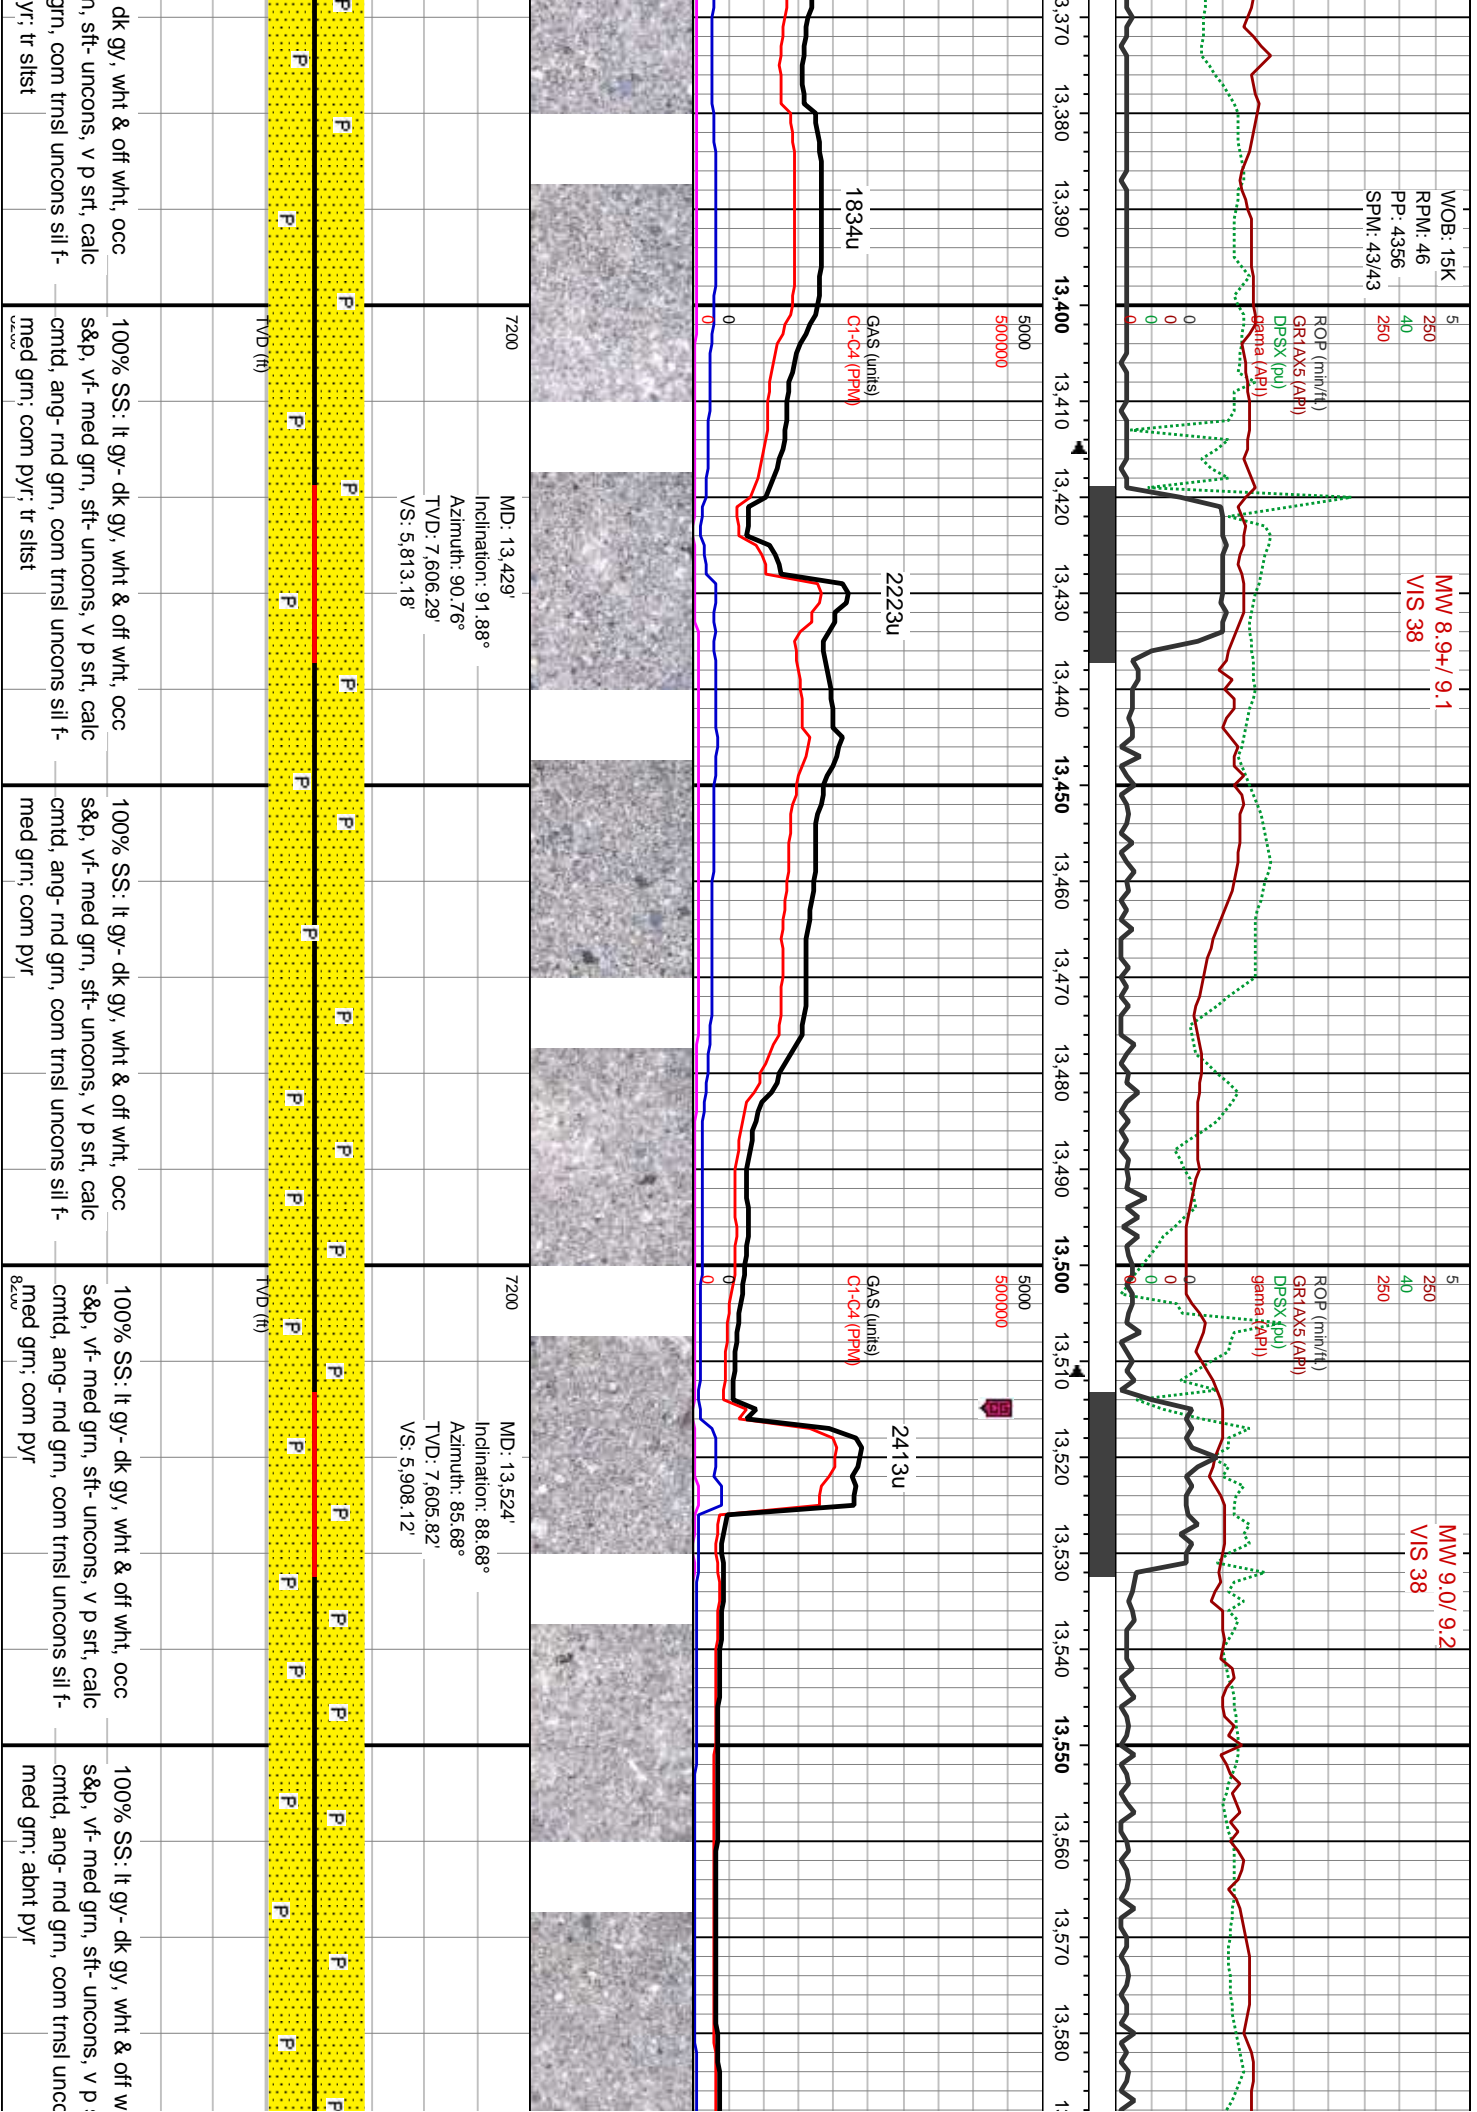 WOB: 15K
RPM: 46
PP: 4356
SPM: 43/43
MW 8.9+/ 9.1
VIS 38
MW 9.0/ 9.2
VIS 38
5
250
40
250
ROP (min/ft.)
GR1AX5 (API)
DPSX (pu)
gama (API)
0
0
0
0
5
250
40
250
ROP (min/ft.)
GR1AX5 (API)
DPSX (pu)
gama (API)
0
0
0
0
13,380
13,390
13,400
13,410
13,420
13,430
13,440
13,450
13,460
13,470
13,480
13,490
13,500
13,510
13,520
13,530
13,540
13,550
13,560
13,570
13,580
5000
500000
GAS (units)
C1-C4 (PPM)
0
0
5000
500000
GAS (units)
C1-C4 (PPM)
0
0
1834u
2223u
2413u
CG
7200
TVD (ft)
MD: 13,429'
Inclination: 91.88°
Azimuth: 90.76°
TVD: 7,606.29'
VS: 5,813.18'
7200
TVD (ft)
8200
MD: 13,524'
Inclination: 88.68°
Azimuth: 85.68°
TVD: 7,605.82'
VS: 5,908.12'
dk gy, wht & off wht, occ
n, sft- uncons, v p srt, calc
grn, com trnsl uncons sil f-
pyr; tr sltst
100% SS: lt gy- dk gy, wht & off wht, occ
s&p, vf- med grn, sft- uncons, v p srt, calc
cmtd, ang- rnd grn, com trnsl uncons sil f-
med grn; com pyr; tr sltst
100% SS: lt gy- dk gy, wht & off wht, occ
s&p, vf- med grn, sft- uncons, v p srt, calc
cmtd, ang- rnd grn, com trnsl uncons sil f-
med grn; com pyr
100% SS: lt gy- dk gy, wht & off wht, occ
s&p, vf- med grn, sft- uncons, v p srt, calc
cmtd, ang- rnd grn, com trnsl uncons sil f-
med grn; com pyr
100% SS: lt gy- dk gy, wht & off w
s&p, vf- med grn, sft- uncons, v p s
cmtd, ang- rnd grn, com trnsl unco
med grn; abnt pyr